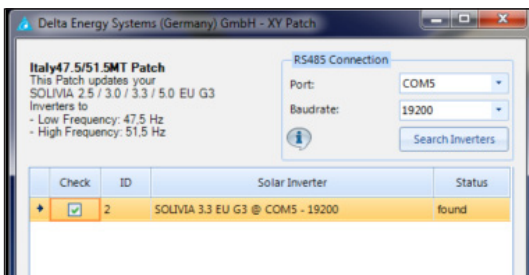 Delta Energy Systems (Germany) GmbH - XY Patch
Italy47.5/51.5MT Patch
This Patch updates your
SOLIVIA 2.5 / 3.0 / 3.3 / 5.0 EU G3
Inverters to
- Low Frequency: 47,5 Hz
- High Frequency: 51,5 Hz
RS485 Connection
Port: COM5
Baudrate: 19200
Search Inverters
Check ID Solar Inverter Status
2 SOLIVIA 3.3 EU G3 @ COM5 - 19200 found